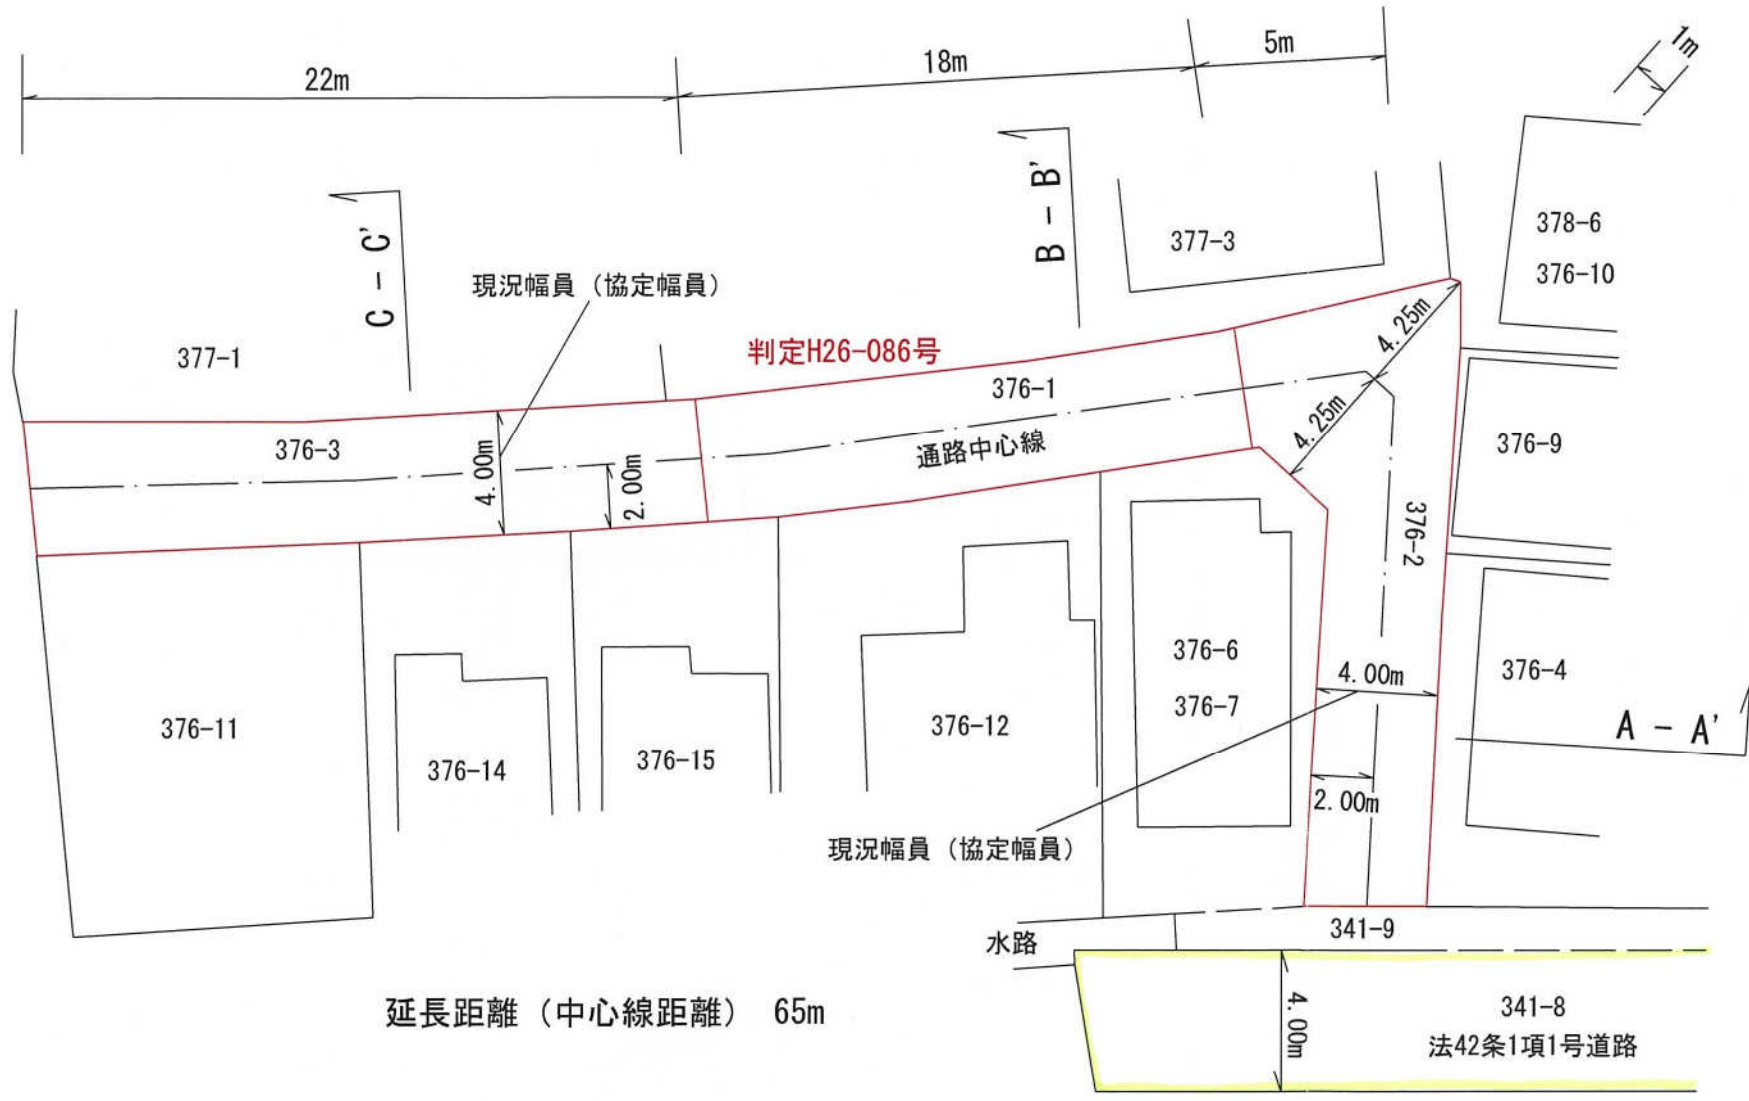 22m
18m
5m
1m
C - C'
B - B'
377-3
378-6
376-10
現況幅員（協定幅員）
377-1
判定H26-086号
4.25m
376-1
4.25m
376-3
4.00m
2.00m
通路中心線
376-9
376-2
376-6
376-7
4.00m
376-4
A - A'
376-11
376-14
376-15
376-12
2.00m
現況幅員（協定幅員）
水路
341-9
延長距離（中心線距離） 65m
4.00m
341-8
法42条1項1号道路